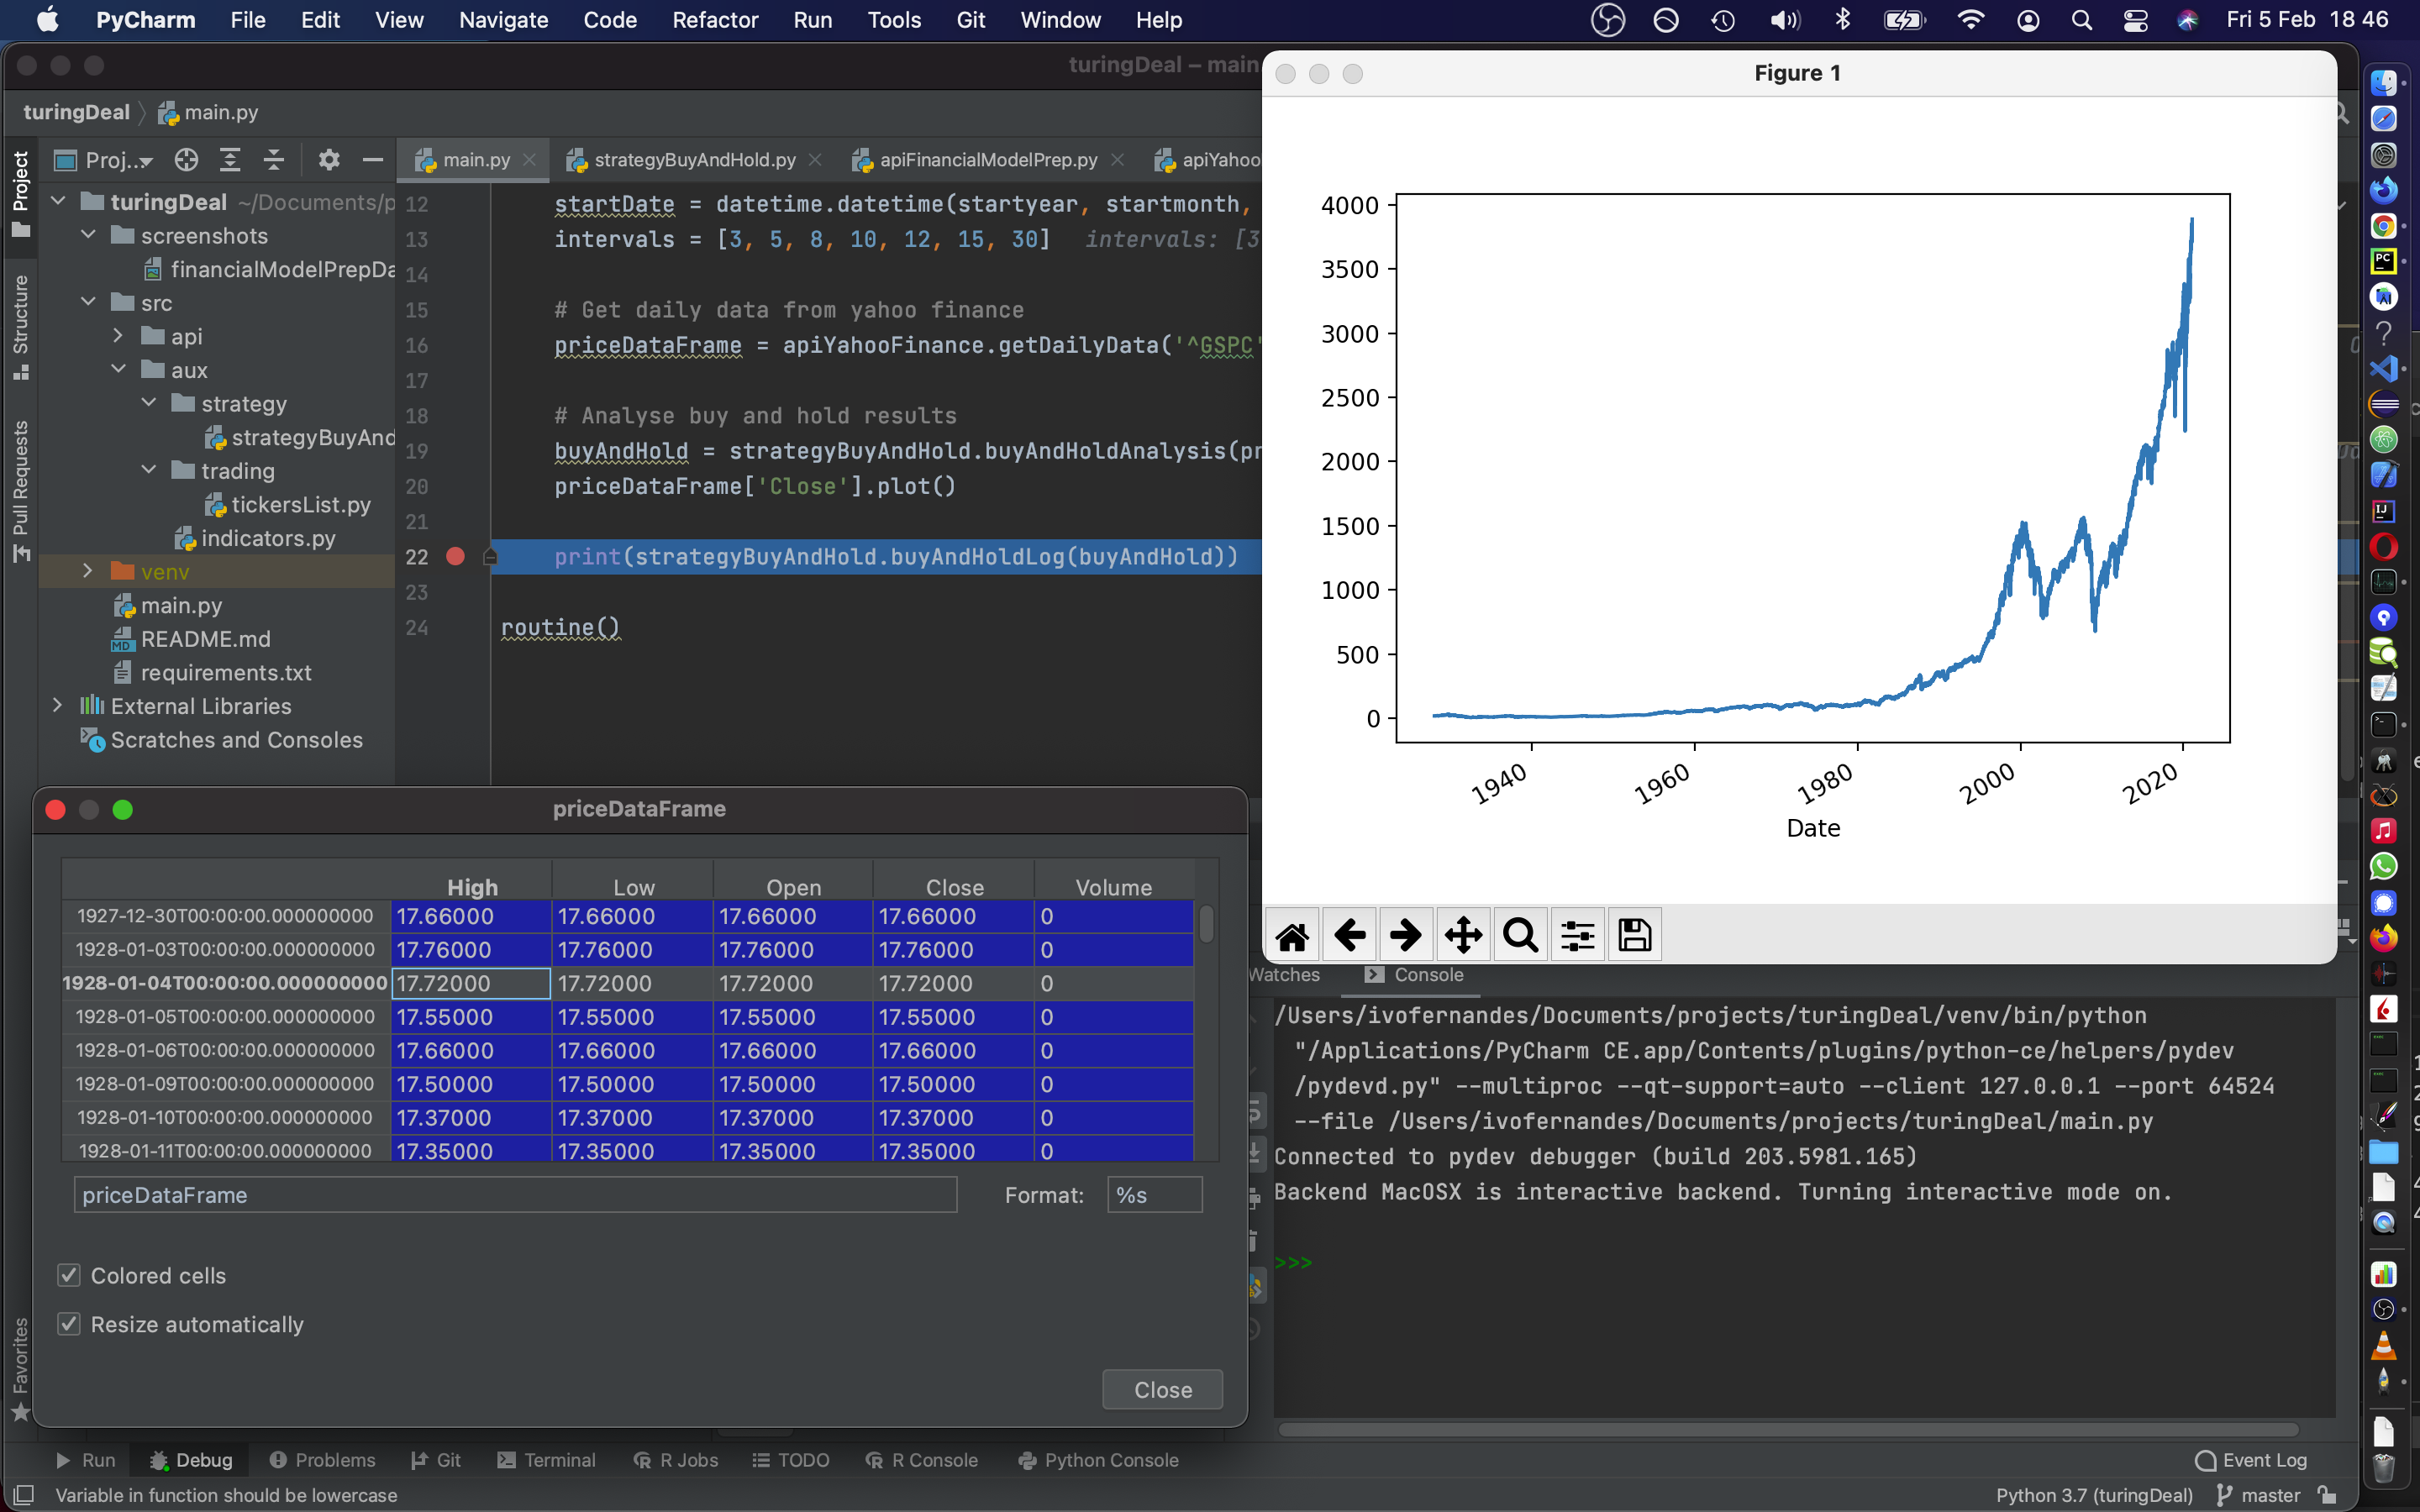 PyCharm File Edit View Navigate Code Refactor Run Tools Git Window Help
Fri 5 Feb 18 46
turingDeal – main
turingDeal main.py
Project
Structure
Pull Requests
Favorites
Proj...
turingDeal ~/Documents/p
screenshots
financialModelPrepDa
src
api
aux
strategy
strategyBuyAnd
trading
tickersList.py
indicators.py
venv
main.py
README.md
requirements.txt
External Libraries
Scratches and Consoles
main.py strategyBuyAndHold.py apiFinancialModelPrep.py apiYahoo
12 startDate = datetime.datetime(startyear, startmonth,
13 intervals = [3, 5, 8, 10, 12, 15, 30] intervals: [3
14
15 # Get daily data from yahoo finance
16 priceDataFrame = apiYahooFinance.getDailyData('^GSPC'
17
18 # Analyse buy and hold results
19 buyAndHold = strategyBuyAndHold.buyAndHoldAnalysis(pr
20 priceDataFrame['Close'].plot()
21
22 print(strategyBuyAndHold.buyAndHoldLog(buyAndHold))
23
24 routine()
Figure 1
4000
3500
3000
2500
2000
1500
1000
500
0
1940 1960 1980 2000 2020
Date
priceDataFrame
High Low Open Close Volume
1927-12-30T00:00:00.000000000 17.66000 17.66000 17.66000 17.66000 0
1928-01-03T00:00:00.000000000 17.76000 17.76000 17.76000 17.76000 0
1928-01-04T00:00:00.000000000 17.72000 17.72000 17.72000 17.72000 0
1928-01-05T00:00:00.000000000 17.55000 17.55000 17.55000 17.55000 0
1928-01-06T00:00:00.000000000 17.66000 17.66000 17.66000 17.66000 0
1928-01-09T00:00:00.000000000 17.50000 17.50000 17.50000 17.50000 0
1928-01-10T00:00:00.000000000 17.37000 17.37000 17.37000 17.37000 0
1928-01-11T00:00:00.000000000 17.35000 17.35000 17.35000 17.35000 0
priceDataFrame Format: %s
Colored cells
Resize automatically
Close
Watches Console
/Users/ivofernandes/Documents/projects/turingDeal/venv/bin/python
"/Applications/PyCharm CE.app/Contents/plugins/python-ce/helpers/pydev
/pydevd.py" --multiproc --qt-support=auto --client 127.0.0.1 --port 64524
--file /Users/ivofernandes/Documents/projects/turingDeal/main.py
Connected to pydev debugger (build 203.5981.165)
Backend MacOSX is interactive backend. Turning interactive mode on.
>>>
Run Debug Problems Git Terminal R Jobs TODO R Console Python Console Event Log
Variable in function should be lowercase Python 3.7 (turingDeal) master